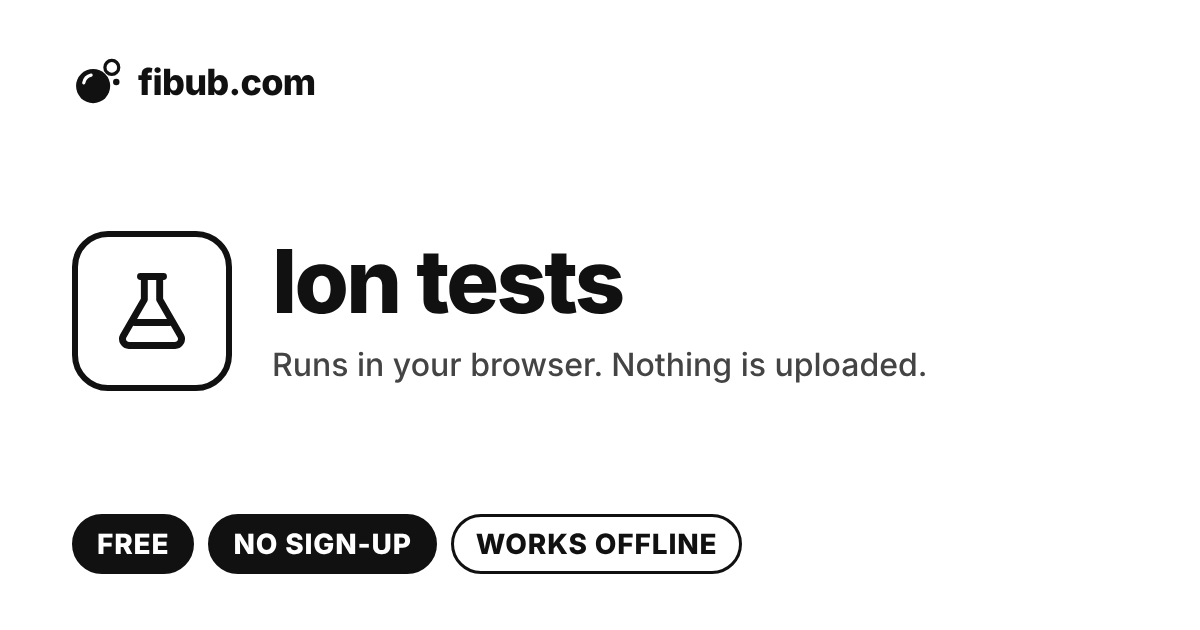 fibub.com
Ion tests
Runs in your browser. Nothing is uploaded.
FREE
NO SIGN-UP
WORKS OFFLINE